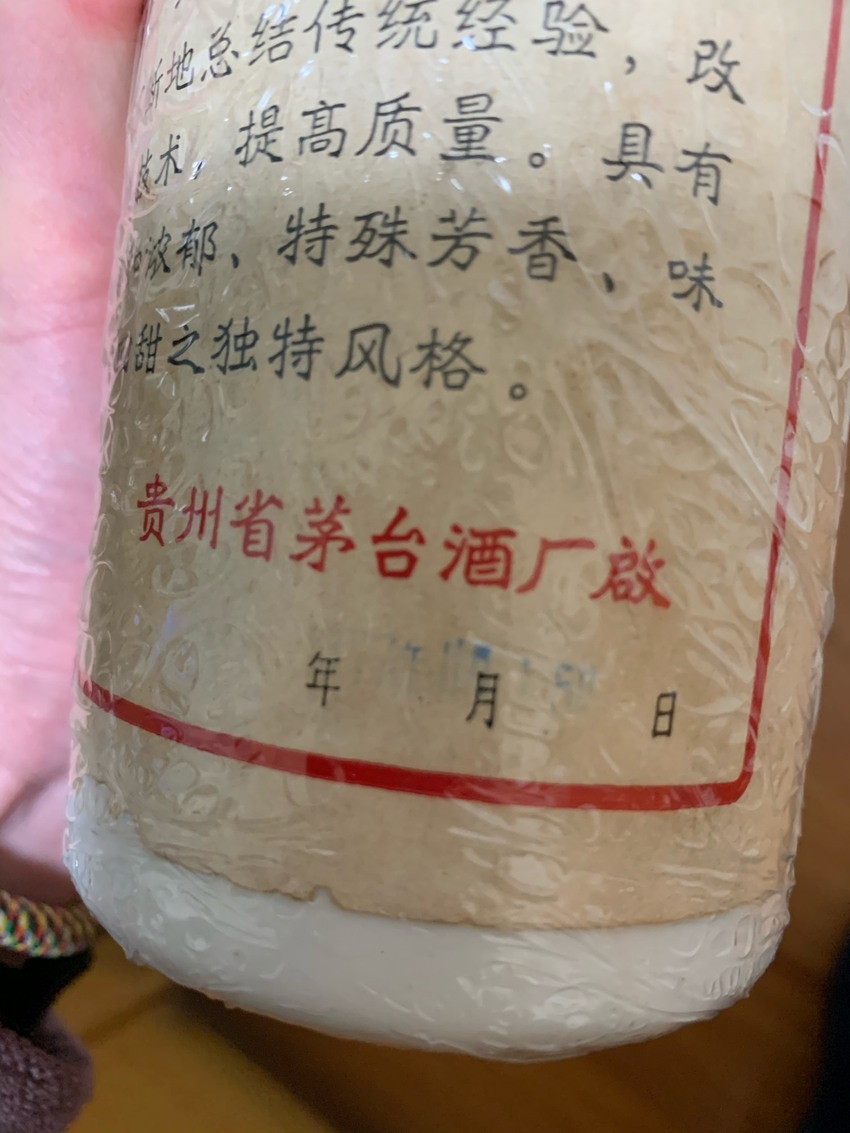 断地总结传统经验，改
技术，提高质量。具有
浓郁、特殊芳香，味
甜之独特风格。
贵州省茅台酒厂啟
年 月 日